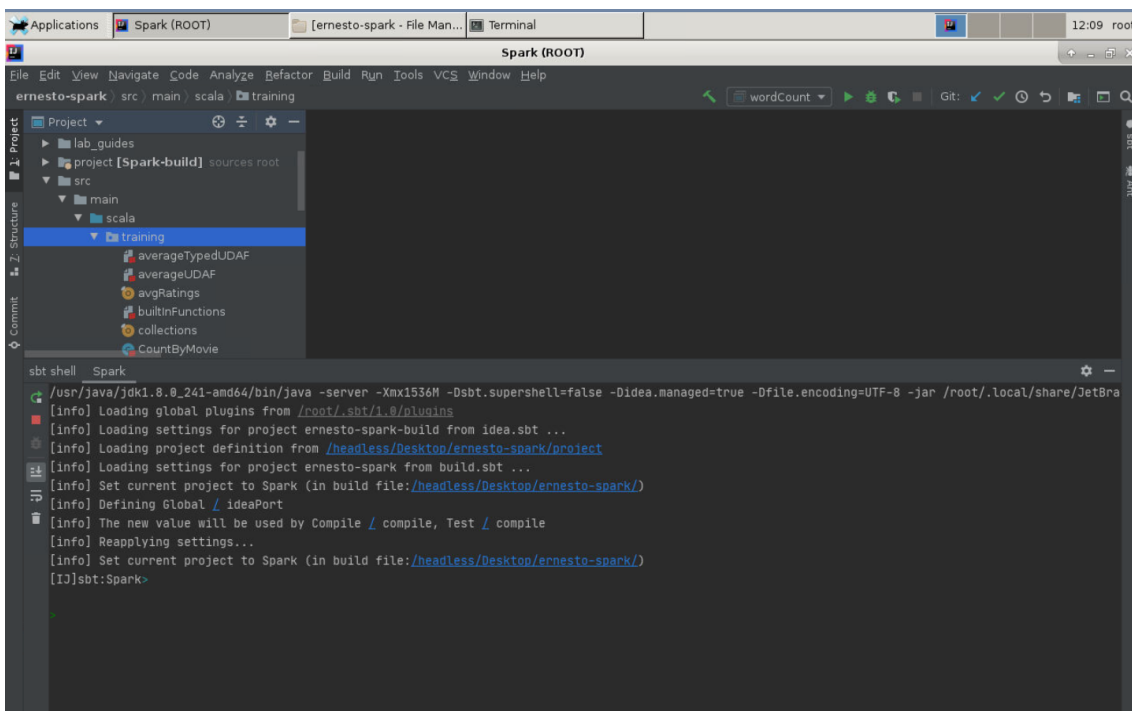 Applications Spark (ROOT) [ernesto-spark - File Man... Terminal 12:09 root
Spark (ROOT)
File Edit View Navigate Code Analyze Refactor Build Run Tools VCS Window Help
ernesto-spark src main scala training wordCount Git:
1: Project
Project
lab_guides
project [Spark-build] sources root
src
main
scala
training
averageTypedUDAF
averageUDAF
avgRatings
builtInFunctions
collections
CountByMovie
Z: Structure
Commit
sbt
Ant
sbt shell Spark
/usr/java/jdk1.8.0_241-amd64/bin/java -server -Xmx1536M -Dsbt.supershell=false -Didea.managed=true -Dfile.encoding=UTF-8 -jar /root/.local/share/JetBra
[info] Loading global plugins from /root/.sbt/1.0/plugins
[info] Loading settings for project ernesto-spark-build from idea.sbt ...
[info] Loading project definition from /headless/Desktop/ernesto-spark/project
[info] Loading settings for project ernesto-spark from build.sbt ...
[info] Set current project to Spark (in build file:/headless/Desktop/ernesto-spark/)
[info] Defining Global / ideaPort
[info] The new value will be used by Compile / compile, Test / compile
[info] Reapplying settings...
[info] Set current project to Spark (in build file:/headless/Desktop/ernesto-spark/)
[IJ]sbt:Spark>
>